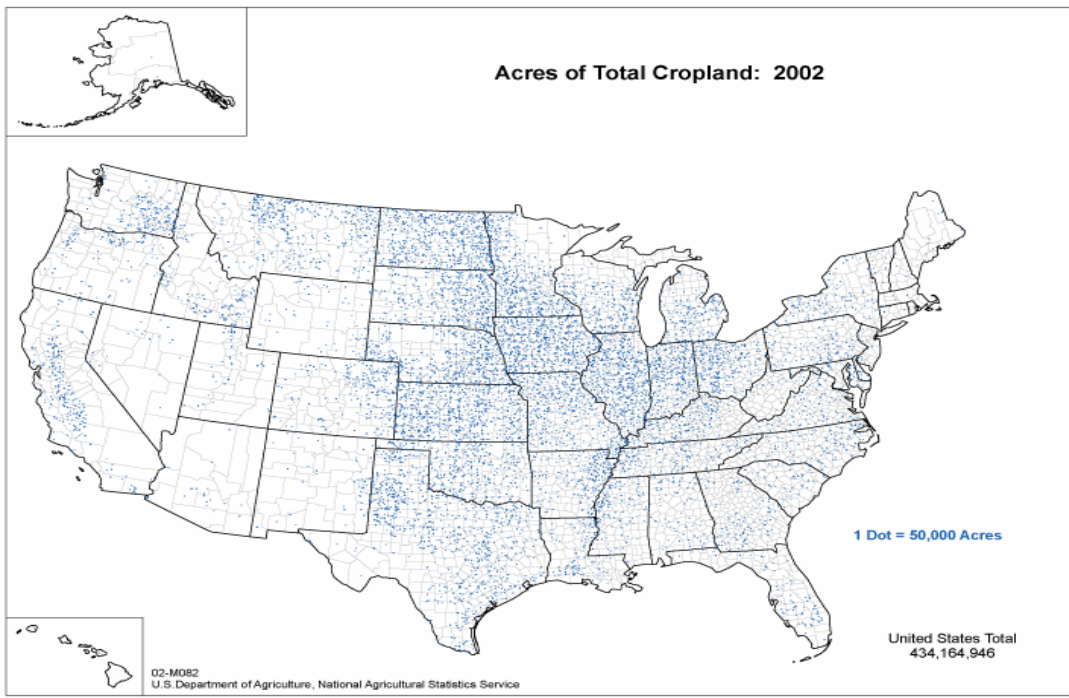 Acres of Total Cropland: 2002
1 Dot = 50,000 Acres
United States Total
434,164,946
02-M082
U.S.Department of Agriculture, National Agricultural Statistics Service